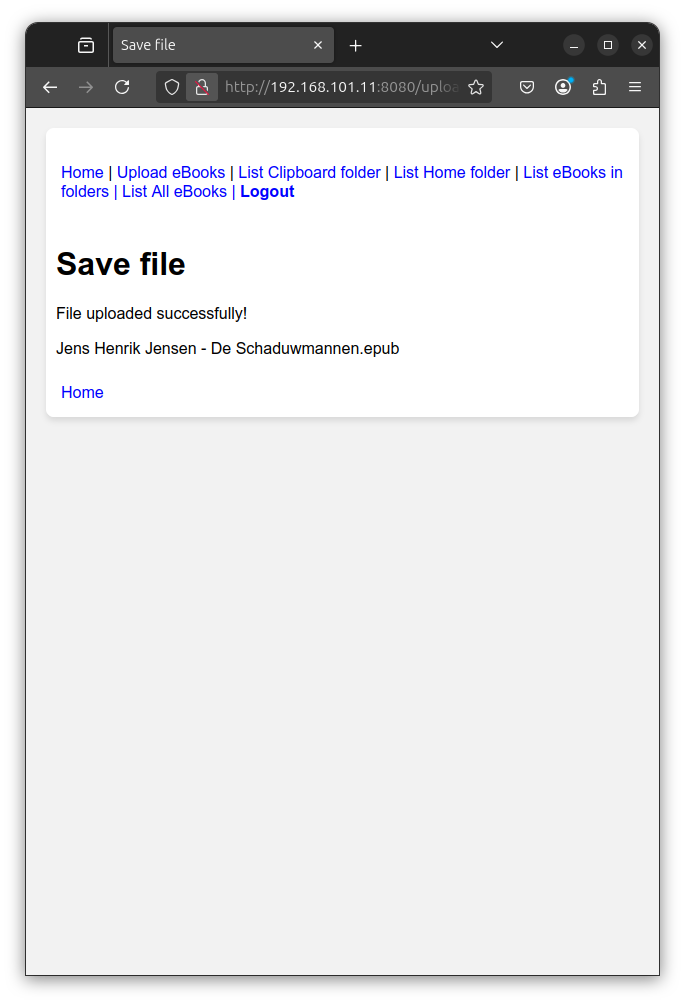 Save file
http://192.168.101.11:8080/uploa
Home | Upload eBooks | List Clipboard folder | List Home folder | List eBooks in
folders | List All eBooks | Logout
Save file
File uploaded successfully!
Jens Henrik Jensen - De Schaduwmannen.epub
Home